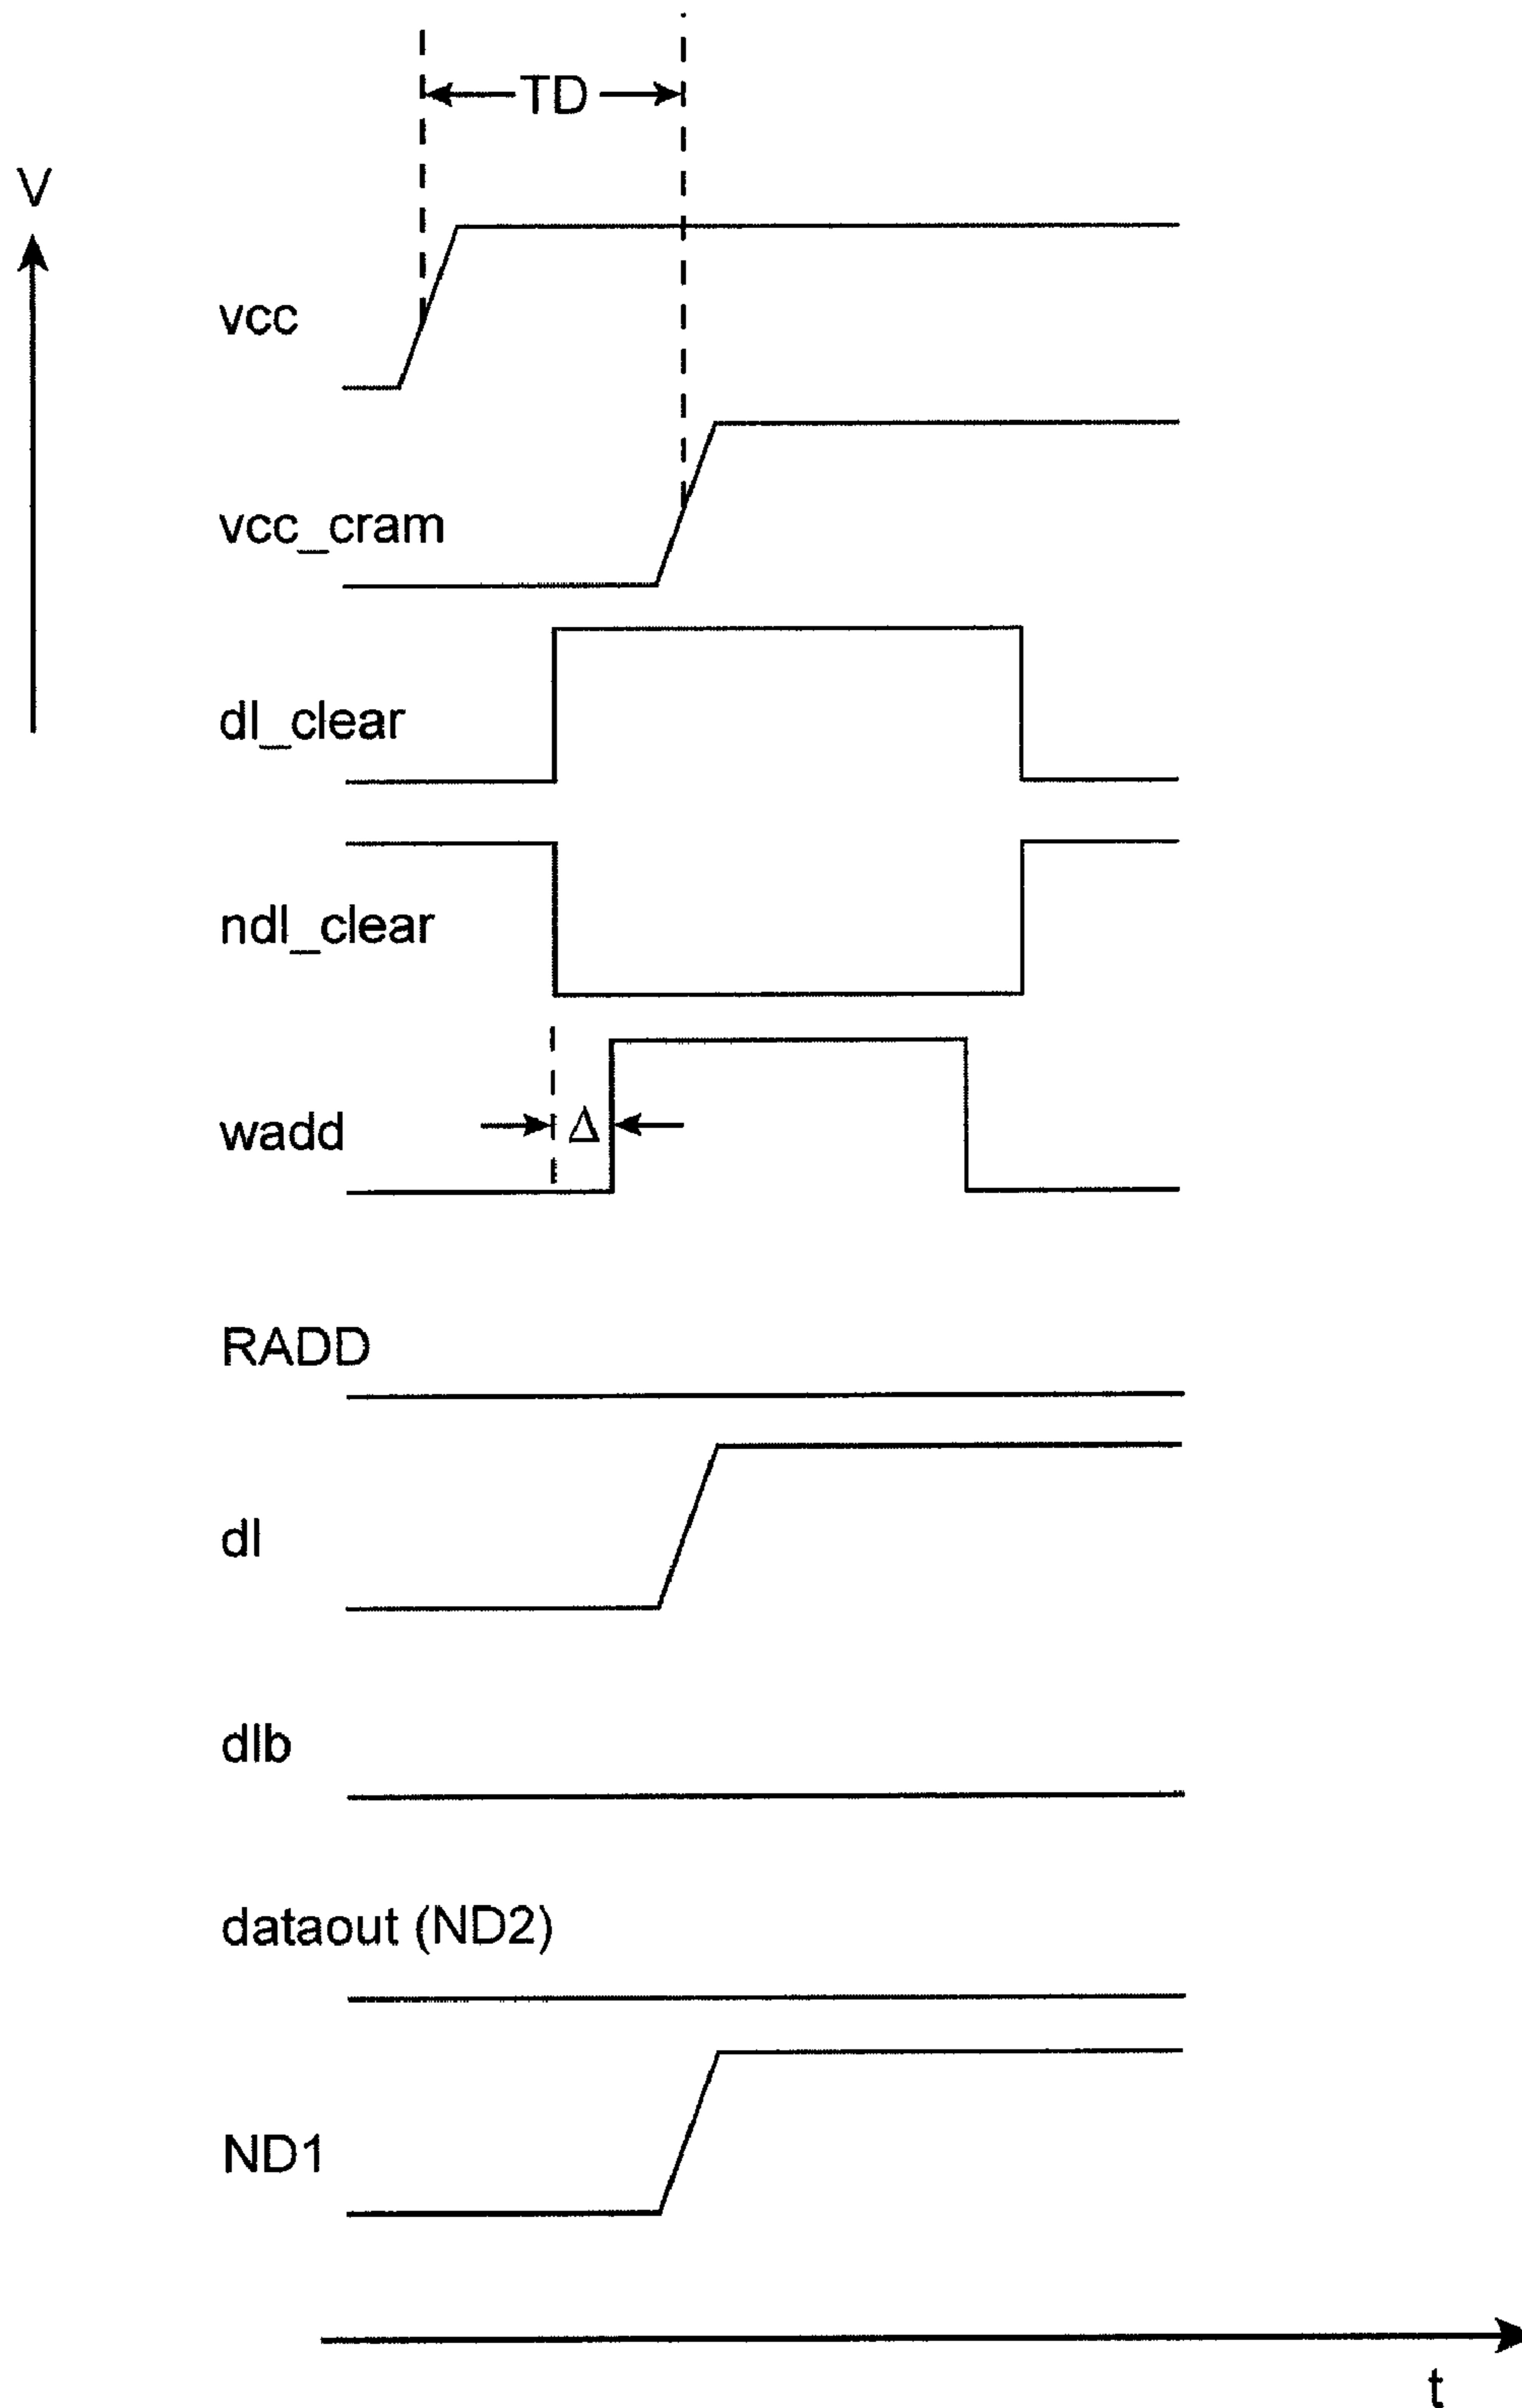 TD
V
vcc
vcc_cram
dl_clear
ndl_clear
wadd
Δ
RADD
dl
dlb
dataout (ND2)
ND1
t